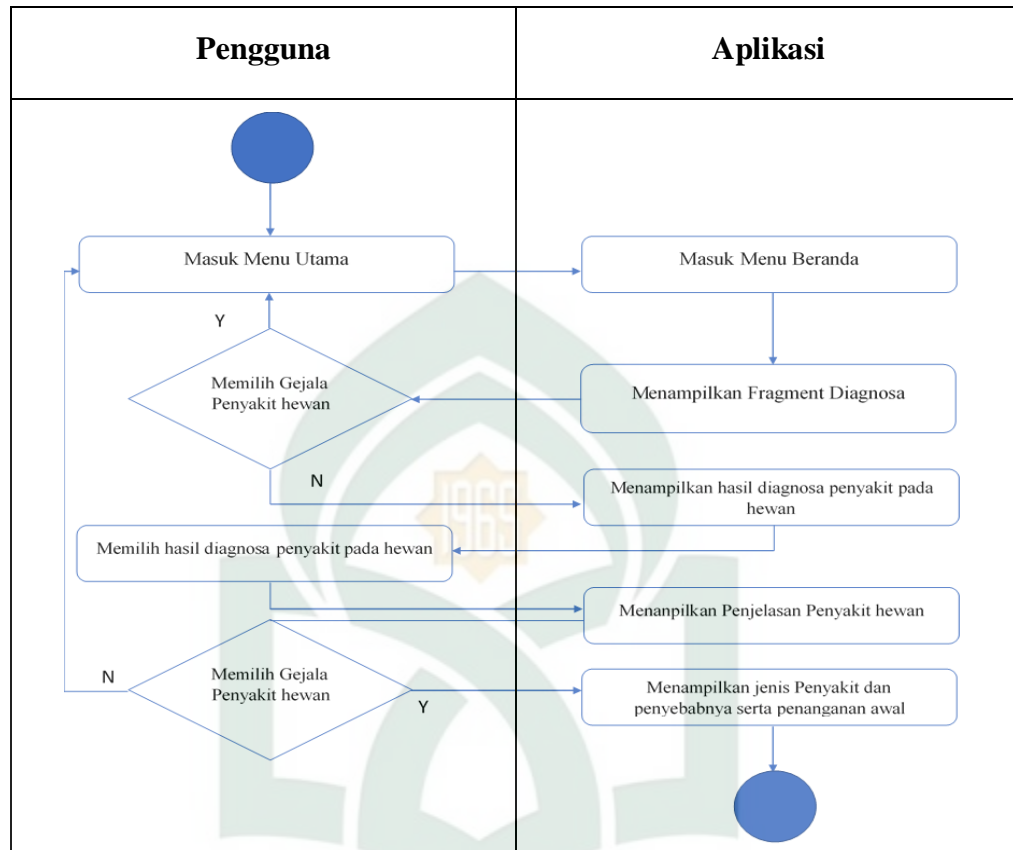 Pengguna
Aplikasi
Masuk Menu Utama
Masuk Menu Beranda
Y
Memilih Gejala
Penyakit hewan
Menampilkan Fragment Diagnosa
N
Menampilkan hasil diagnosa penyakit pada
hewan
Memilih hasil diagnosa penyakit pada hewan
Menanpilkan Penjelasan Penyakit hewan
N
Memilih Gejala
Penyakit hewan
Y
Menampilkan jenis Penyakit dan
penyebabnya serta penanganan awal
1965